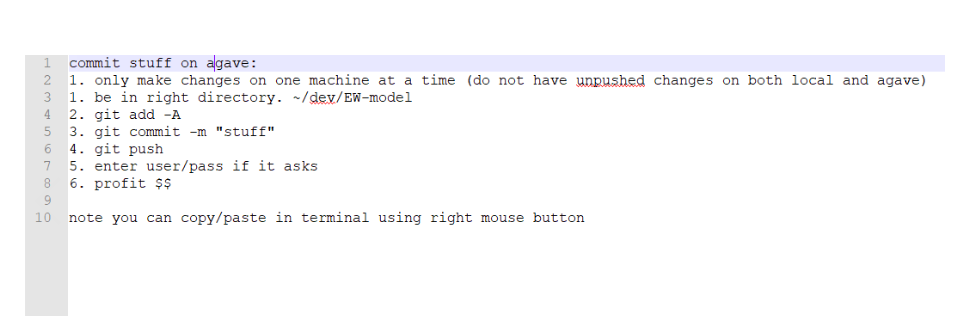 1 commit stuff on agave:
2 1. only make changes on one machine at a time (do not have unpushed changes on both local and agave)
3 1. be in right directory. ~/dev/EW-model
4 2. git add -A
5 3. git commit -m "stuff"
6 4. git push
7 5. enter user/pass if it asks
8 6. profit $$
9
10 note you can copy/paste in terminal using right mouse button